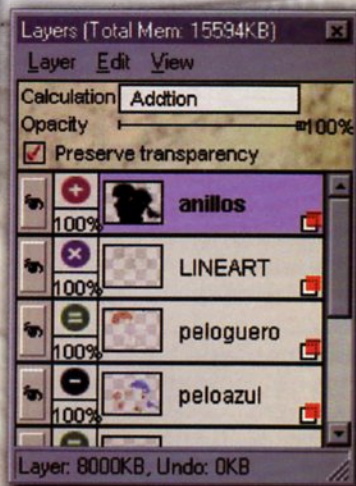 Layers (Total Mem: 15594KB)
Layer Edit View
Calculation Addtion
Opacity 100%
Preserve transparency
100% anillos
100% LINEART
100% peloguero
100% peloazul
Layer: 8000KB, Undo: 0KB